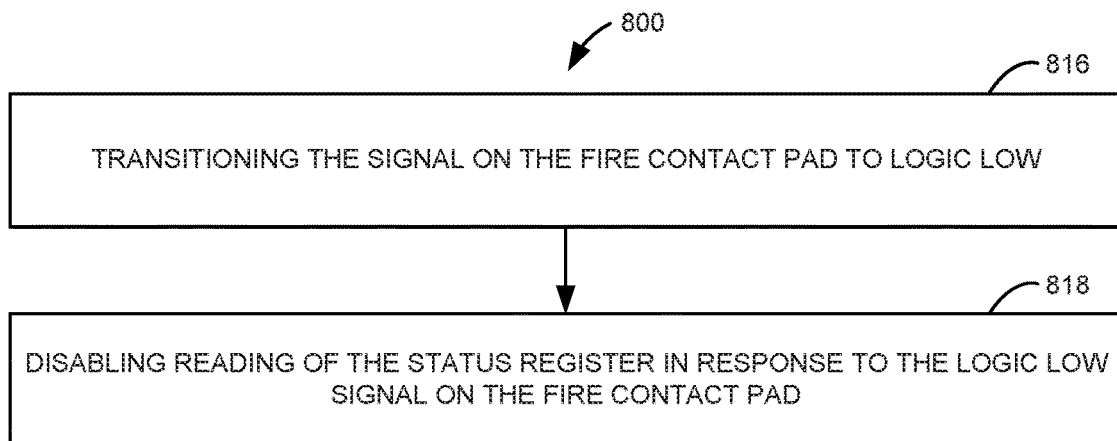 800
816
TRANSITIONING THE SIGNAL ON THE FIRE CONTACT PAD TO LOGIC LOW
818
DISABLING READING OF THE STATUS REGISTER IN RESPONSE TO THE LOGIC LOW
SIGNAL ON THE FIRE CONTACT PAD